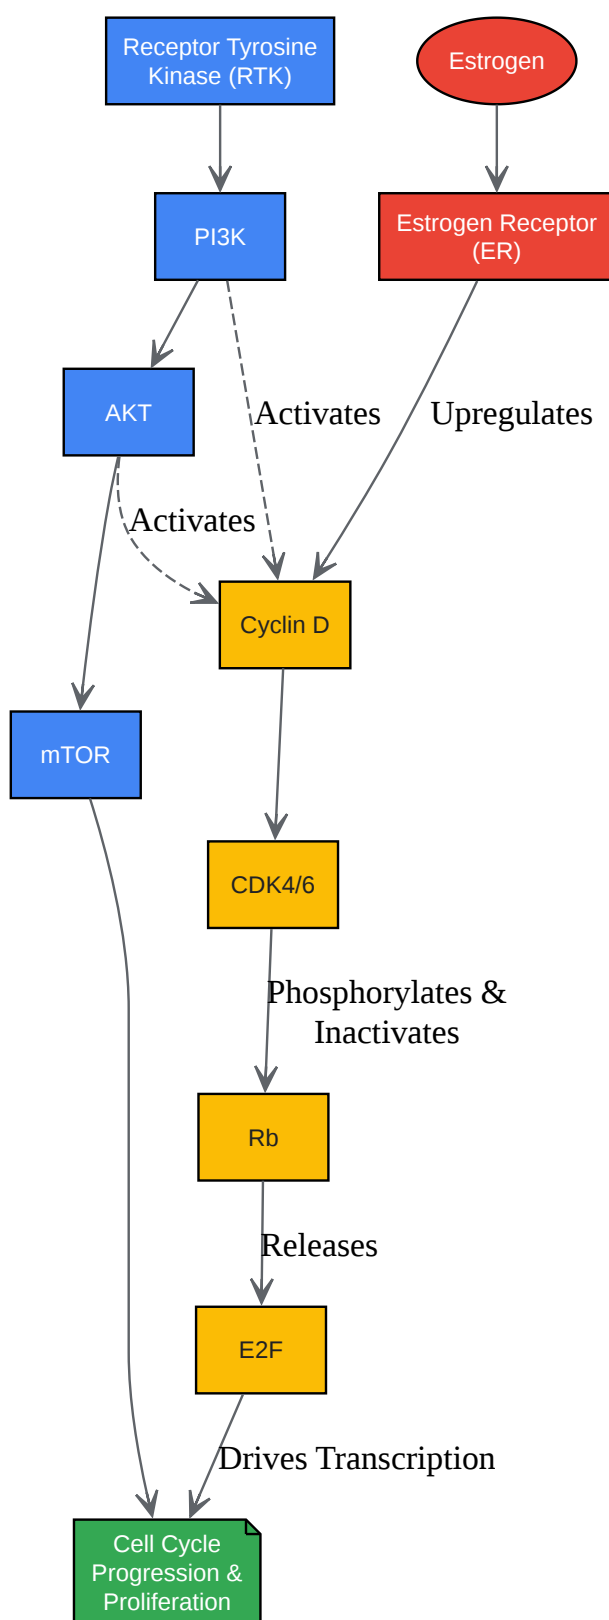 Receptor Tyrosine
Kinase (RTK)
Estrogen
PI3K
Estrogen Receptor
(ER)
AKT
Activates
Upregulates
Activates
Cyclin D
mTOR
CDK4/6
Phosphorylates &
Inactivates
Rb
Releases
E2F
Drives Transcription
Cell Cycle
Progression &
Proliferation